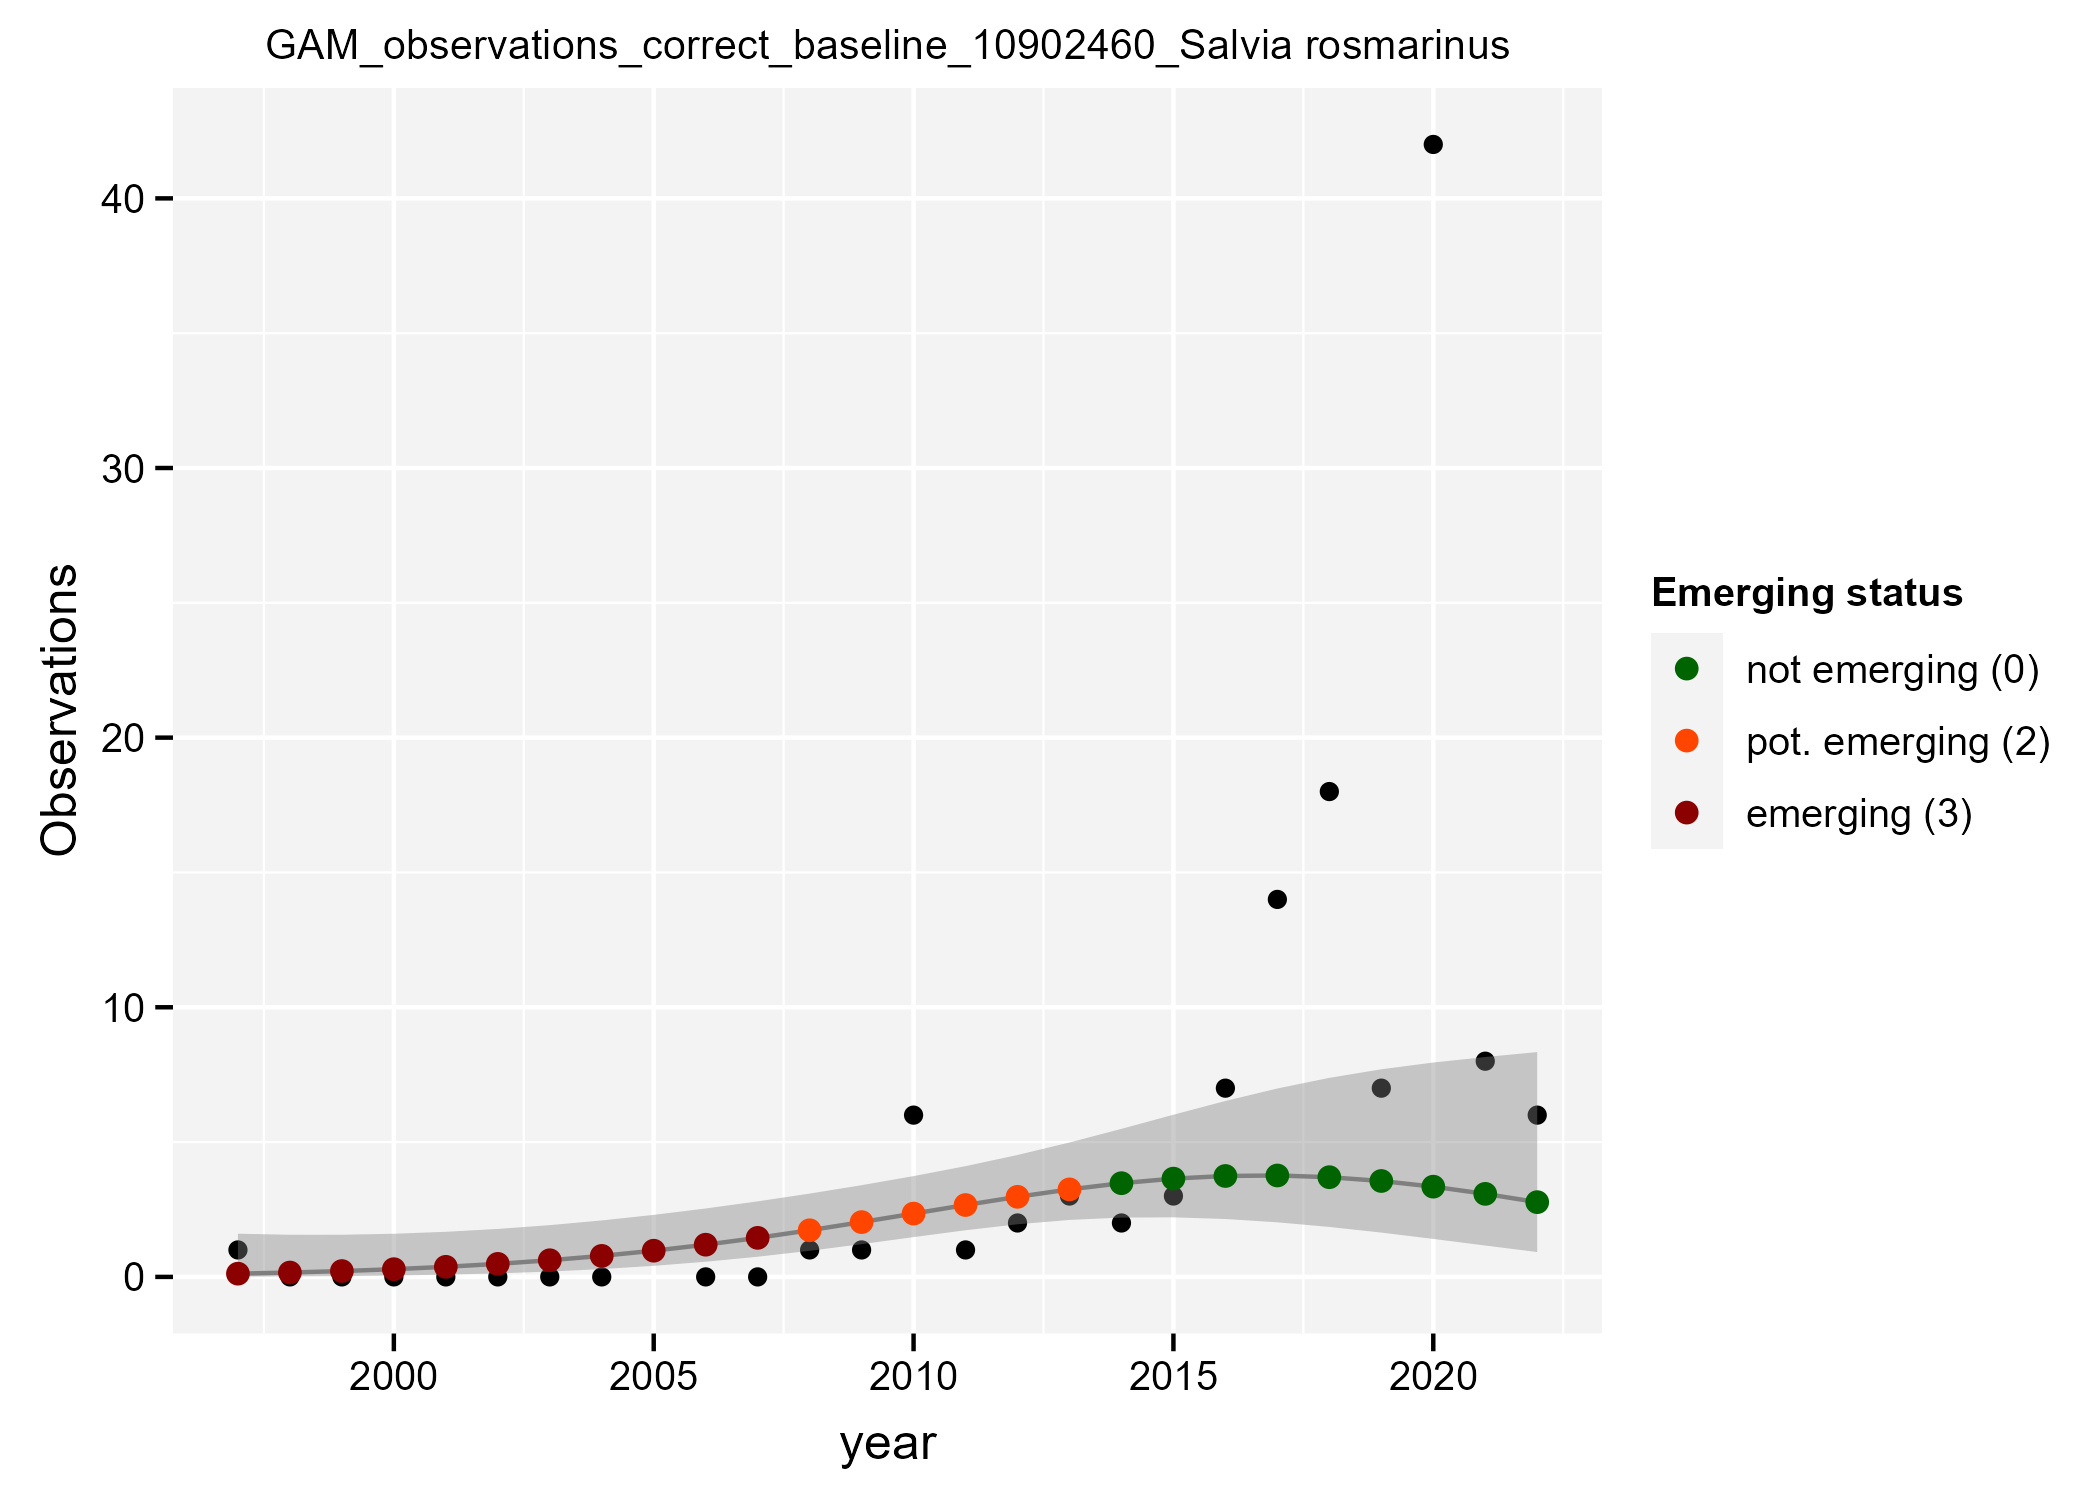 GAM_observations_correct_baseline_10902460_Salvia rosmarinus
Observations
40
30
20
10
0
2000 2005 2010 2015 2020
year
Emerging status
not emerging (0)
pot. emerging (2)
emerging (3)